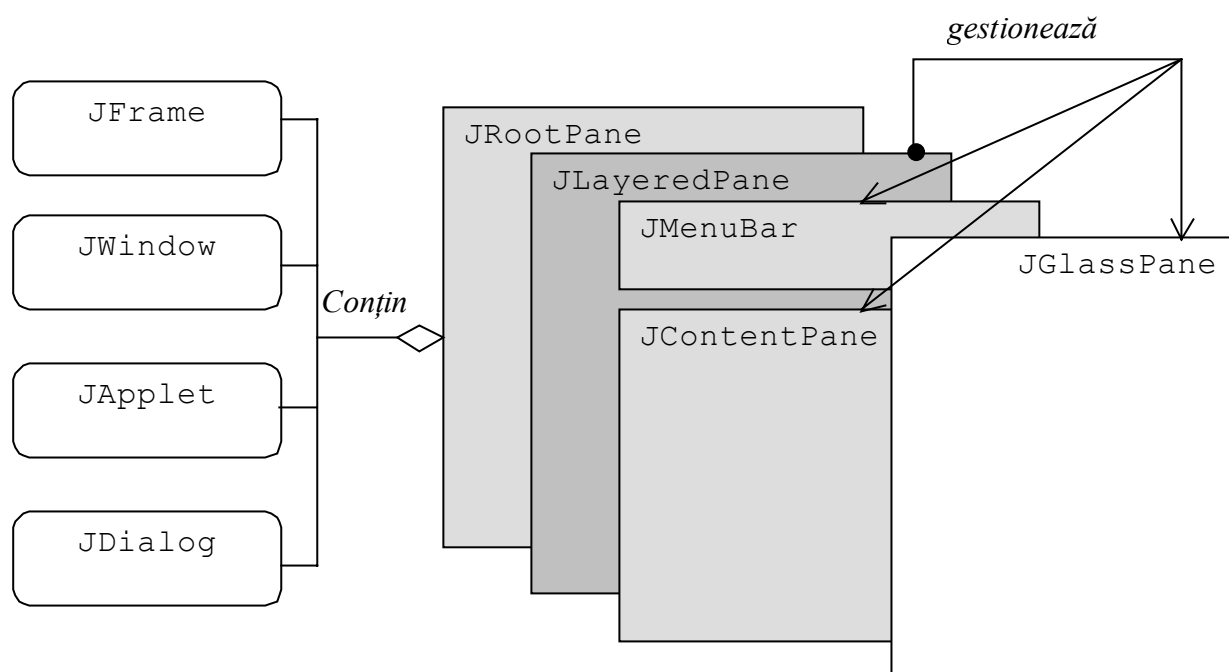 gestionează
JFrame
JRootPane
JLayeredPane
JMenuBar
JWindow
JGlassPane
Conțin
JContentPane
JApplet
JDialog